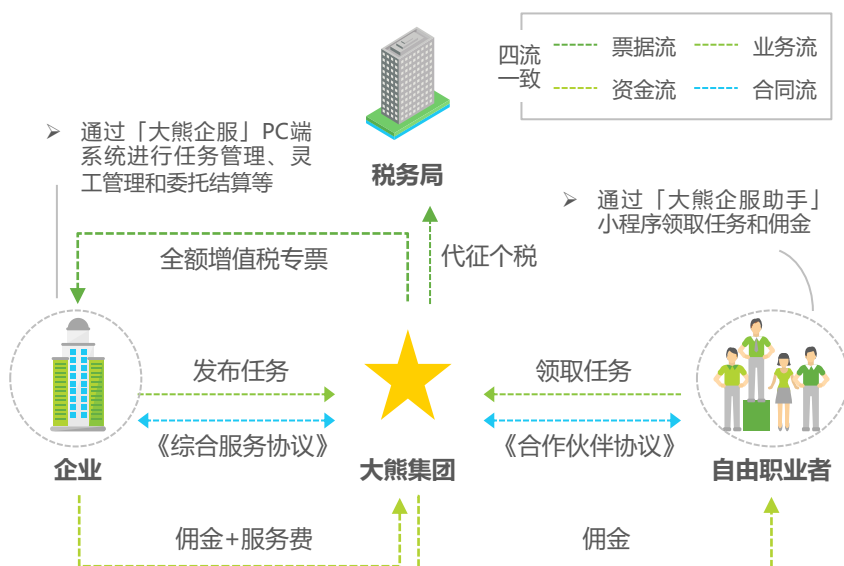 四流
一致
票据流
业务流
资金流
合同流
通过「大熊企服」PC端
系统进行任务管理、灵
工管理和委托结算等
税务局
通过「大熊企服助手」
小程序领取任务和佣金
全额增值税专票
代征个税
发布任务
领取任务
《综合服务协议》
《合作伙伴协议》
企业
大熊集团
自由职业者
佣金+服务费
佣金